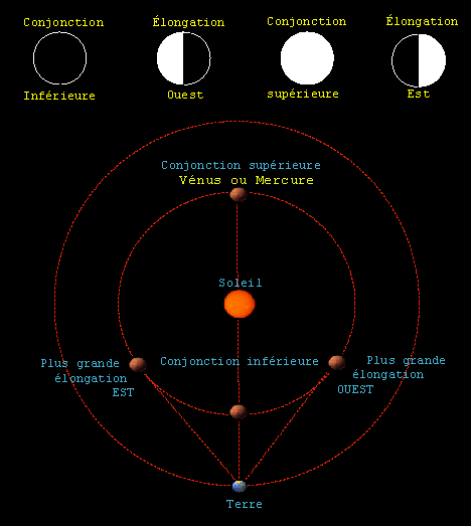 Conjonction
Élongation
Conjonction
Élongation
Inférieure
Ouest
supérieure
Est
Conjonction supérieure
Vénus ou Mercure
Soleil
Plus grande
élongation
EST
Conjonction inférieure
Plus grande
élongation
OUEST
Terre